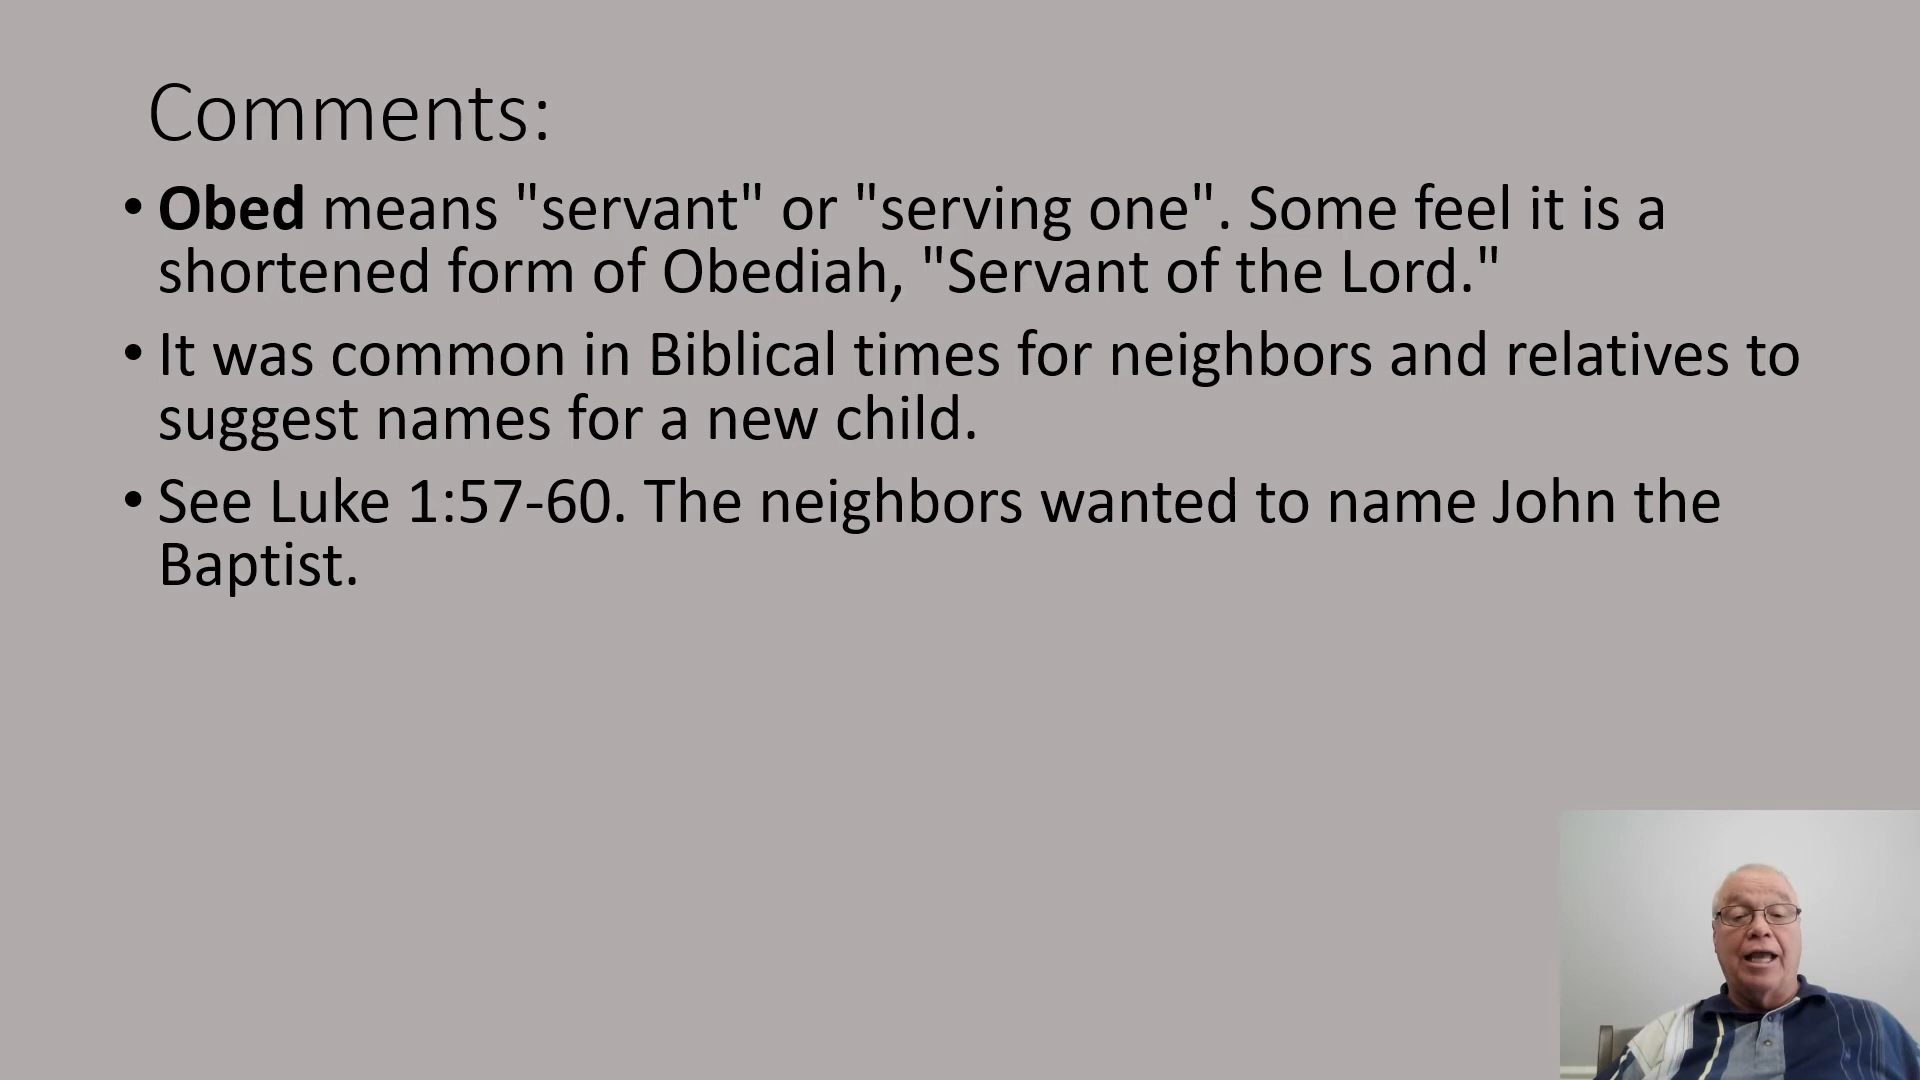 Comments:
• Obed means "servant" or "serving one". Some feel it is a
shortened form of Obediah, "Servant of the Lord."
• It was common in Biblical times for neighbors and relatives to
suggest names for a new child.
• See Luke 1:57-60. The neighbors wanted to name John the
Baptist.